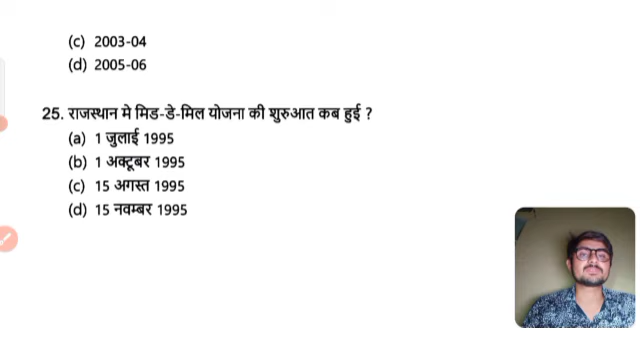 (c) 2003-04
(d) 2005-06
25. राजस्थान मे मिड-डे-मिल योजना की शुरुआत कब हुई ?
(a) 1 जुलाई 1995
(b) 1 अक्टूबर 1995
(c) 15 अगस्त 1995
(d) 15 नवम्बर 1995